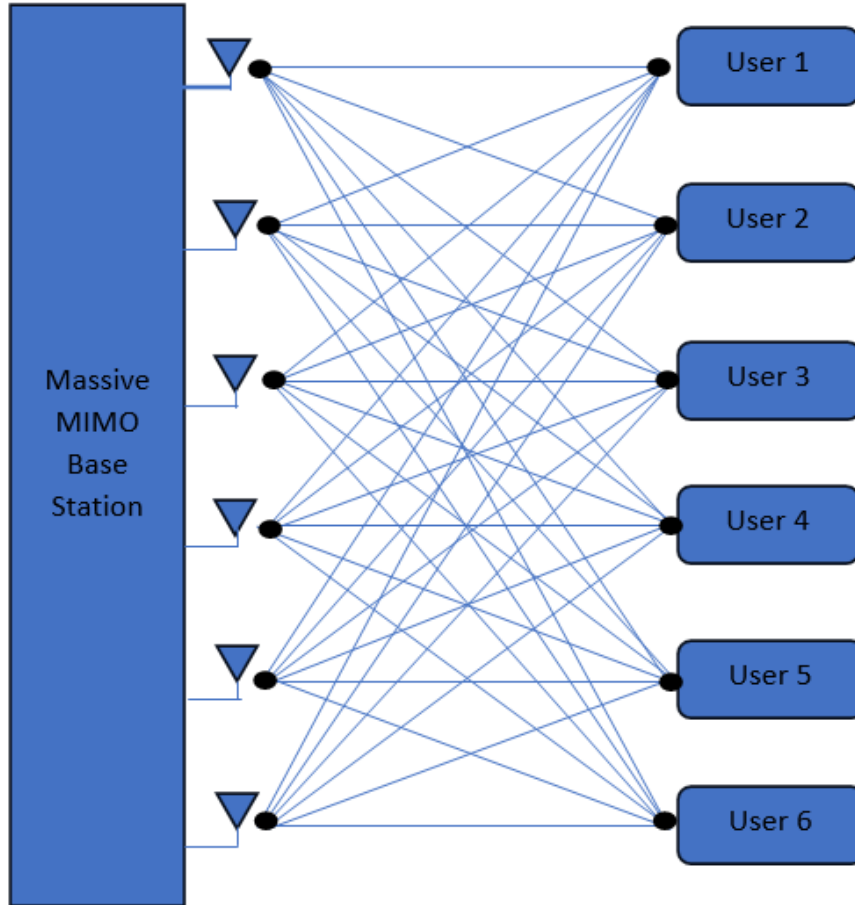 Massive
MIMO
Base
Station
User 1
User 2
User 3
User 4
User 5
User 6